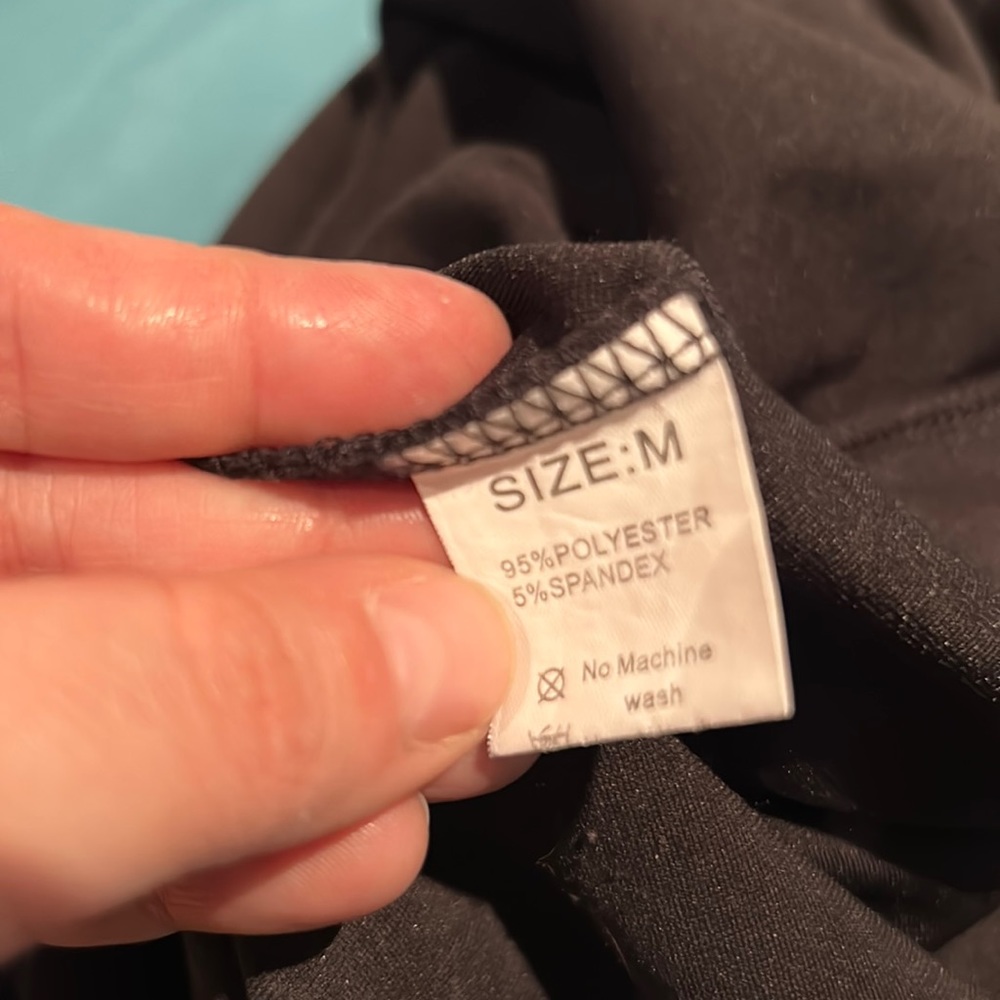 SIZE:M
95%POLYESTER
5%SPANDEX
No Machine
wash